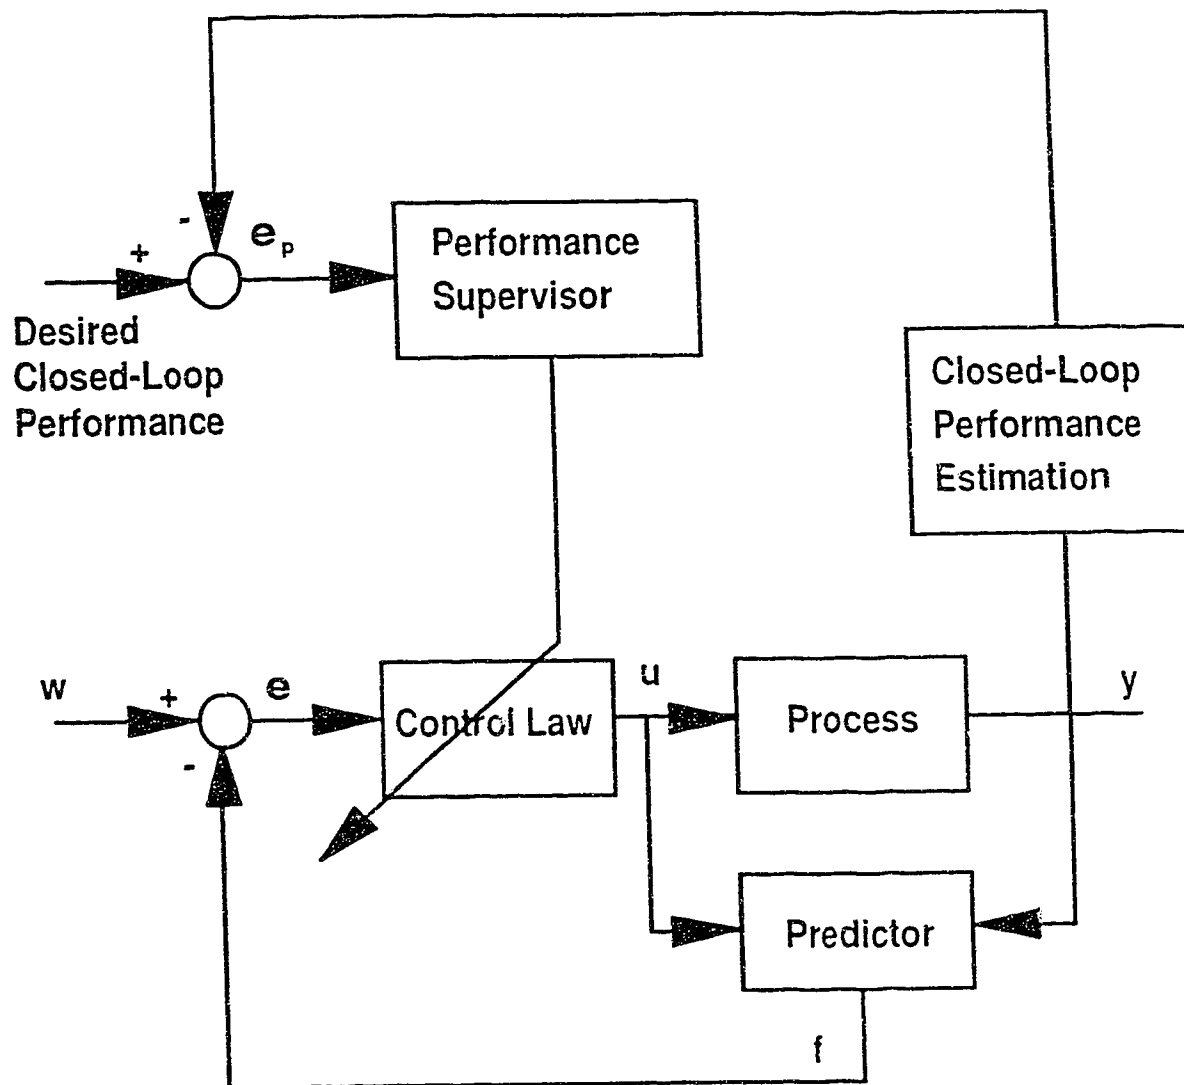 -
+
e_p
Performance
Supervisor
Desired
Closed-Loop
Performance
Closed-Loop
Performance
Estimation
w
+
e
-
Control Law
u
Process
y
Predictor
f